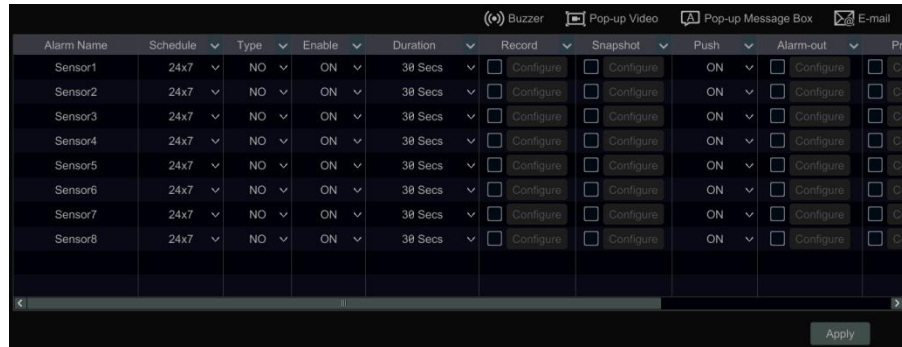 Buzzer Pop-up Video Pop-up Message Box E-mail
Alarm Name Schedule Type Enable Duration Record Snapshot Push Alarm-out Pr
Sensor1 24x7 NO ON 30 Secs Configure Configure ON Configure C
Sensor2 24x7 NO ON 30 Secs Configure Configure ON Configure C
Sensor3 24x7 NO ON 30 Secs Configure Configure ON Configure C
Sensor4 24x7 NO ON 30 Secs Configure Configure ON Configure C
Sensor5 24x7 NO ON 30 Secs Configure Configure ON Configure C
Sensor6 24x7 NO ON 30 Secs Configure Configure ON Configure C
Sensor7 24x7 NO ON 30 Secs Configure Configure ON Configure C
Sensor8 24x7 NO ON 30 Secs Configure Configure ON Configure C
Apply